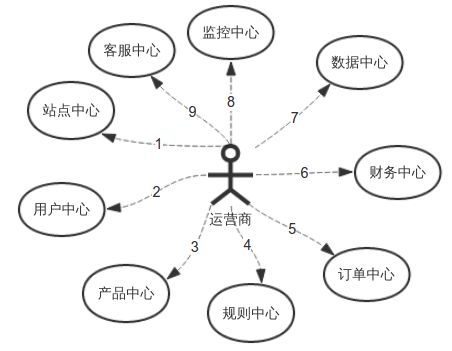 监控中心
客服中心
数据中心
站点中心
9
8
7
1
财务中心
6
2
用户中心
运营商
3
4
5
订单中心
产品中心
规则中心